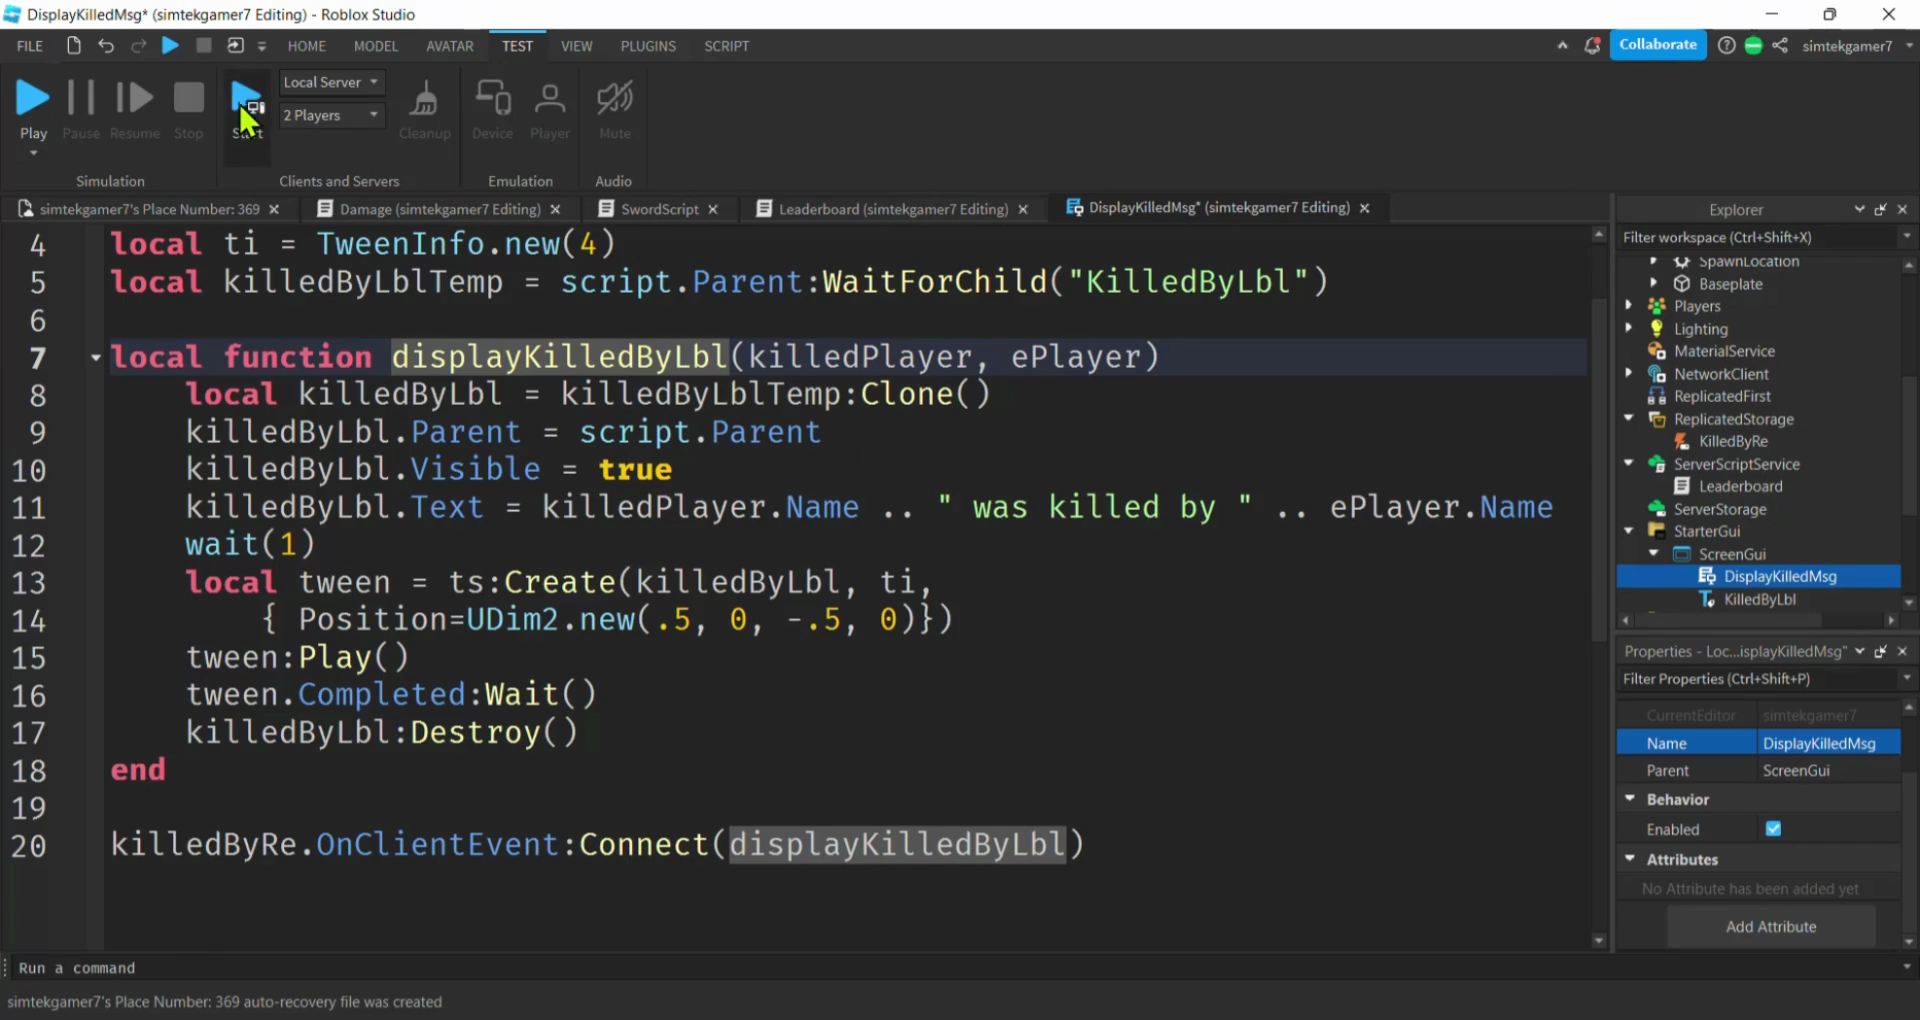 DisplayKilledMsg* (simtekgamer7 Editing) - Roblox Studio
FILE HOME MODEL AVATAR TEST VIEW PLUGINS SCRIPT Collaborate simtekgamer7
Local Server
2 Players
Play Pause Resume Stop Start Cleanup Device Player Mute
Simulation Clients and Servers Emulation Audio
simtekgamer7's Place Number: 369 Damage (simtekgamer7 Editing) SwordScript Leaderboard (simtekgamer7 Editing) DisplayKilledMsg* (simtekgamer7 Editing)
4 local ti = TweenInfo.new(4)
5 local killedByLblTemp = script.Parent:WaitForChild("KilledByLbl")
6
7 local function displayKilledByLbl(killedPlayer, ePlayer)
8 local killedByLbl = killedByLblTemp:Clone()
9 killedByLbl.Parent = script.Parent
10 killedByLbl.Visible = true
11 killedByLbl.Text = killedPlayer.Name .. " was killed by " .. ePlayer.Name
12 wait(1)
13 local tween = ts:Create(killedByLbl, ti,
14 { Position=UDim2.new(.5, 0, -.5, 0)})
15 tween:Play()
16 tween.Completed:Wait()
17 killedByLbl:Destroy()
18 end
19
20 killedByRe.OnClientEvent:Connect(displayKilledByLbl)
Explorer
Filter workspace (Ctrl+Shift+X)
SpawnLocation
Baseplate
Players
Lighting
MaterialService
NetworkClient
ReplicatedFirst
ReplicatedStorage
KilledByRe
ServerScriptService
Leaderboard
ServerStorage
StarterGui
ScreenGui
DisplayKilledMsg
KilledByLbl
Properties - Loc...isplayKilledMsg"
Filter Properties (Ctrl+Shift+P)
CurrentEditor simtekgamer7
Name DisplayKilledMsg
Parent ScreenGui
Behavior
Enabled
Attributes
No Attribute has been added yet
Add Attribute
Run a command
simtekgamer7's Place Number: 369 auto-recovery file was created